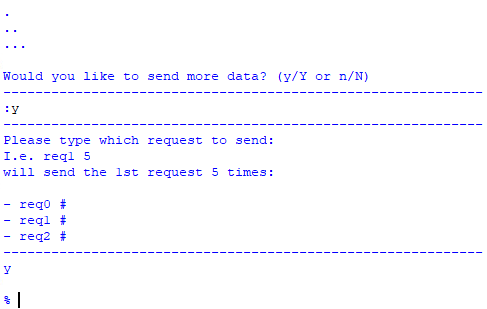 .
..
...
Would you like to send more data? (y/Y or n/N)
------------------------------------------------------------
:y
------------------------------------------------------------
Please type which request to send:
I.e. req1 5
will send the 1st request 5 times:
- req0 #
- req1 #
- req2 #
------------------------------------------------------------
y
%